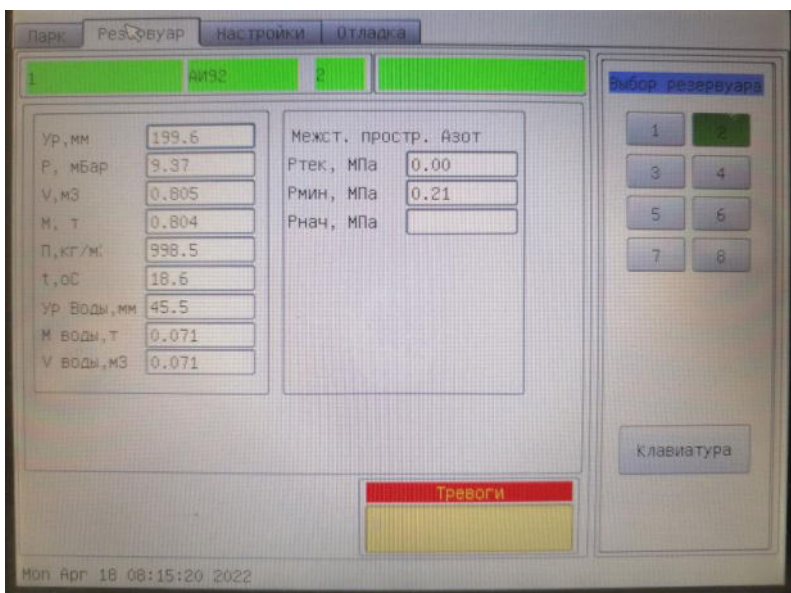 Парк Резервуар Настройки Отладка
1 АИ92 2
Выбор резервуара
Ур,мм 199.6
Р, мБар 9.37
V,м3 0.805
М, т 0.804
П,кг/м: 998.5
t,оС 18.6
Ур Воды,мм 45.5
М воды,т 0.071
V воды,м3 0.071
Межст. простр. Азот
Ртек, МПа 0.00
Рмин, МПа 0.21
Рнач, МПа
1 2
3 4
5 6
7 8
Клавиатура
Тревоги
Mon Apr 18 08:15:20 2022